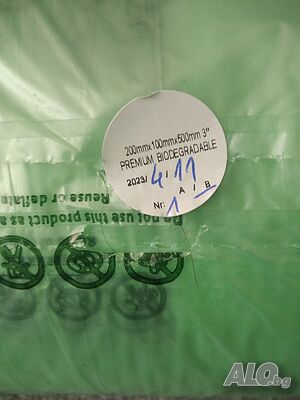 200mmx100mmx500mm 3"
PREMIUM BIODEGRADABLE
2023/4/11
A / B
Nr: 1
Do not use this product as a
Reuse or deflate
ALO.bg